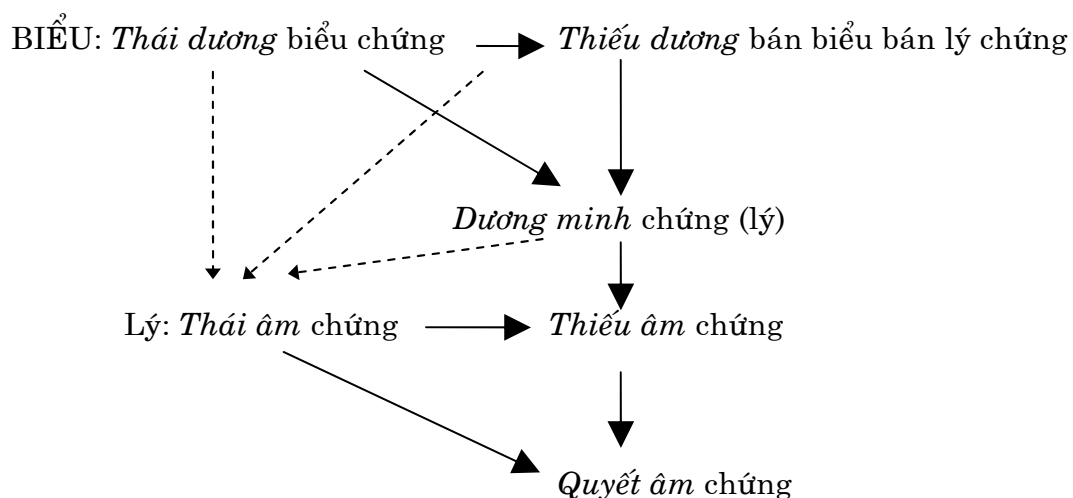 BIỂU: Thái dương biểu chứng
Thiếu dương bán biểu bán lý chứng
Dương minh chứng (lý)
Lý: Thái âm chứng
Thiếu âm chứng
Quyết âm chứng